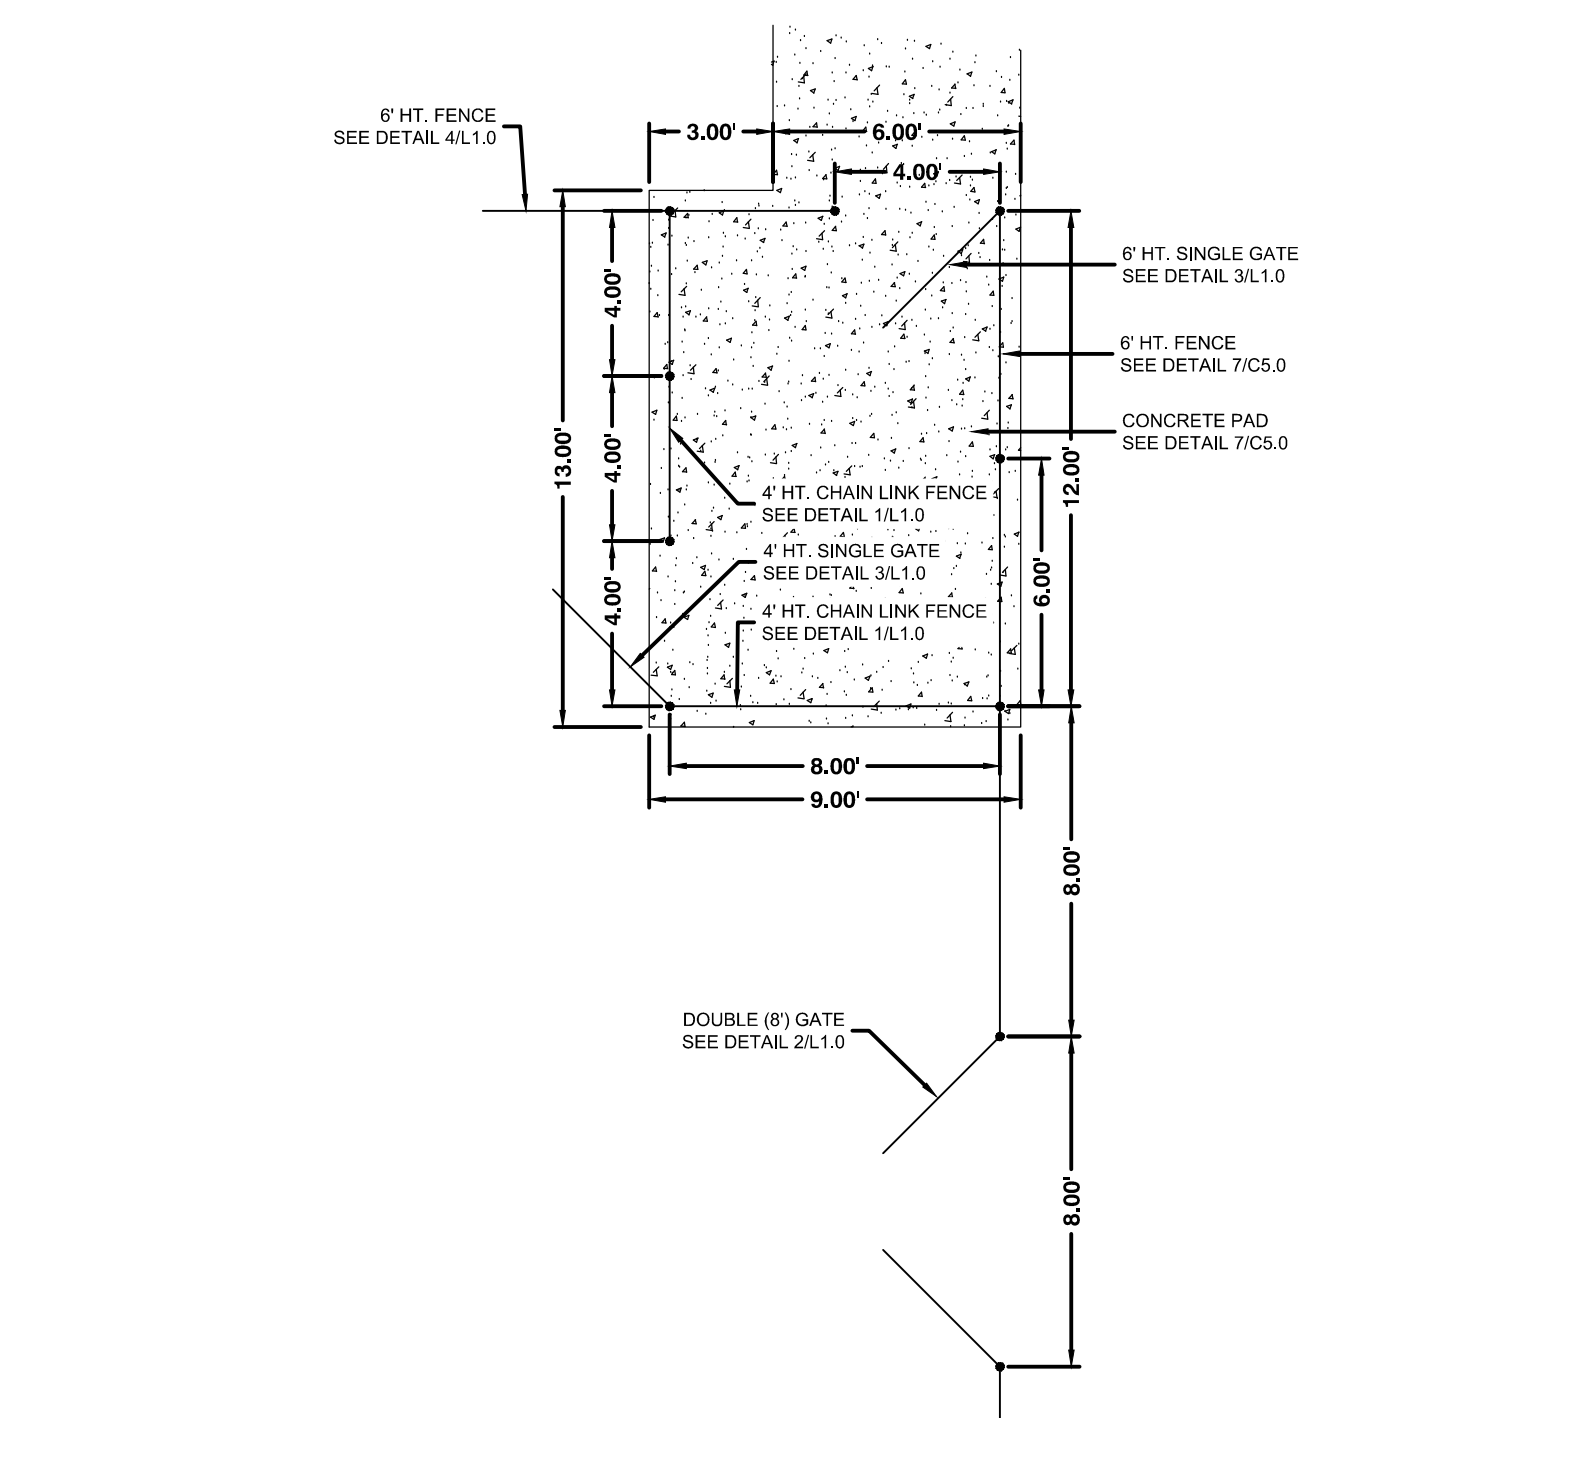 6' HT. FENCE
SEE DETAIL 4/L1.0
3.00'
6.00'
4.00'
6' HT. SINGLE GATE
SEE DETAIL 3/L1.0
4.00'
6' HT. FENCE
SEE DETAIL 7/C5.0
CONCRETE PAD
SEE DETAIL 7/C5.0
13.00'
4.00'
12.00'
4' HT. CHAIN LINK FENCE
SEE DETAIL 1/L1.0
4' HT. SINGLE GATE
SEE DETAIL 3/L1.0
4.00'
6.00'
4' HT. CHAIN LINK FENCE
SEE DETAIL 1/L1.0
8.00'
9.00'
8.00'
DOUBLE (8') GATE
SEE DETAIL 2/L1.0
8.00'